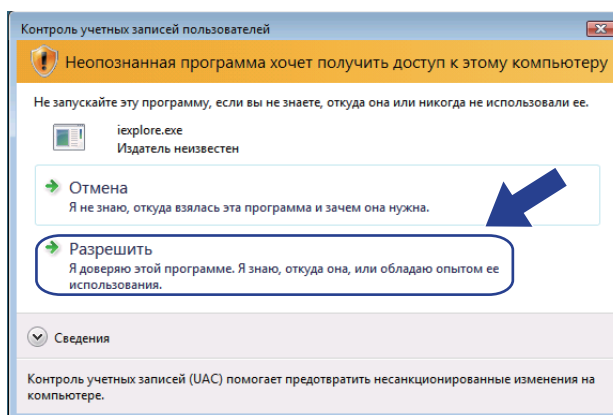 Контроль учетных записей пользователей
Неопознанная программа хочет получить доступ к этому компьютеру
Не запускайте эту программу, если вы не знаете, откуда она или никогда не использовали ее.
iexplore.exe
Издатель неизвестен
Отмена
Я не знаю, откуда взялась эта программа и зачем она нужна.
Разрешить
Я доверяю этой программе. Я знаю, откуда она, или обладаю опытом ее
использования.
Сведения
Контроль учетных записей (UAC) помогает предотвратить несанкционированные изменения на
компьютере.